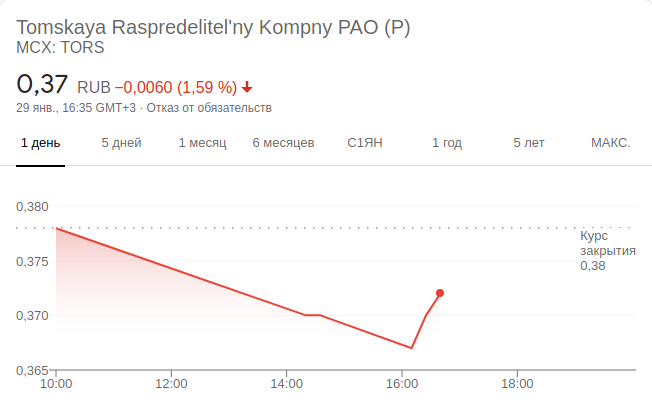 Tomskaya Raspredelitel'ny Kompny PAO (P)
MCX: TORS
0,37 RUB −0,0060 (1,59 %)
29 янв., 16:35 GMT+3 · Отказ от обязательств
1 день 5 дней 1 месяц 6 месяцев С1ЯН 1 год 5 лет МАКС.
0,380
Курс
закрытия
0,38
0,375
0,370
0,365
10:00 12:00 14:00 16:00 18:00